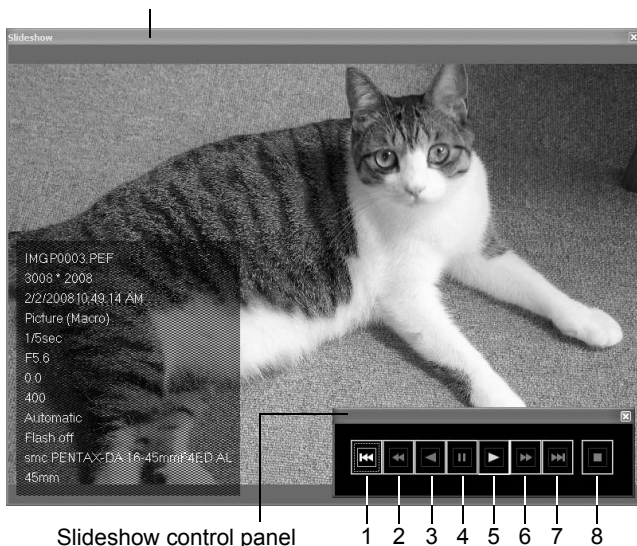 Slideshow
IMGP0003.PEF
3008 * 2008
2/2/2008 10:49:14 AM
Picture (Macro)
1/5sec
F5.6
0.0
400
Automatic
Flash off
smc PENTAX-DA 16-45mmF4ED AL
45mm
Slideshow control panel
1 2 3 4 5 6 7 8